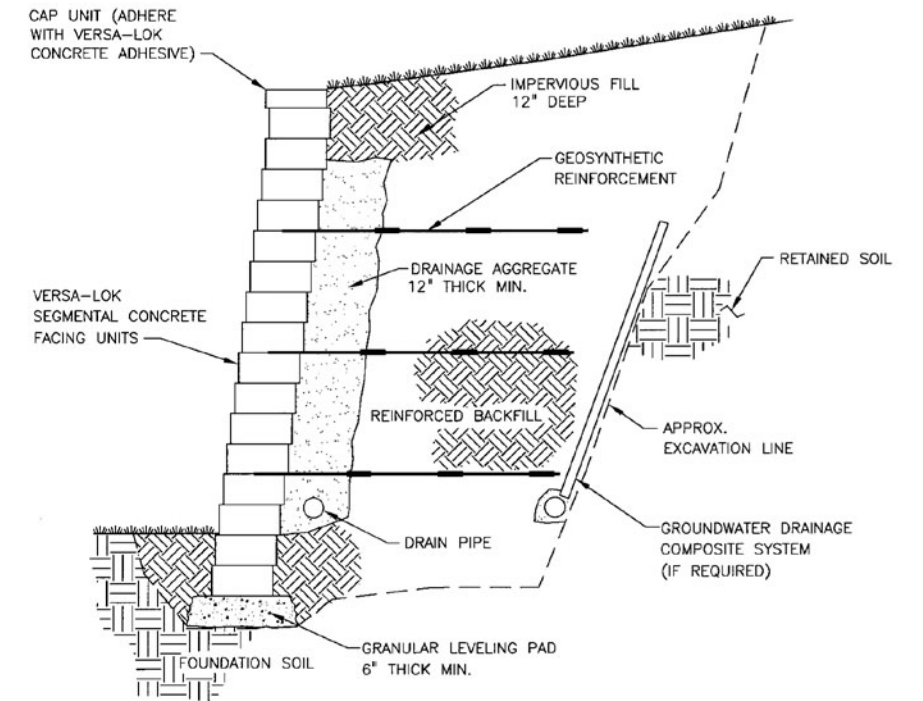 CAP UNIT (ADHERE
WITH VERSA-LOK
CONCRETE ADHESIVE)
IMPERVIOUS FILL
12" DEEP
GEOSYNTHETIC
REINFORCEMENT
DRAINAGE AGGREGATE
12" THICK MIN.
RETAINED SOIL
VERSA-LOK
SEGMENTAL CONCRETE
FACING UNITS
REINFORCED BACKFILL
APPROX.
EXCAVATION LINE
DRAIN PIPE
GROUNDWATER DRAINAGE
COMPOSITE SYSTEM
(IF REQUIRED)
GRANULAR LEVELING PAD
6" THICK MIN.
FOUNDATION SOIL